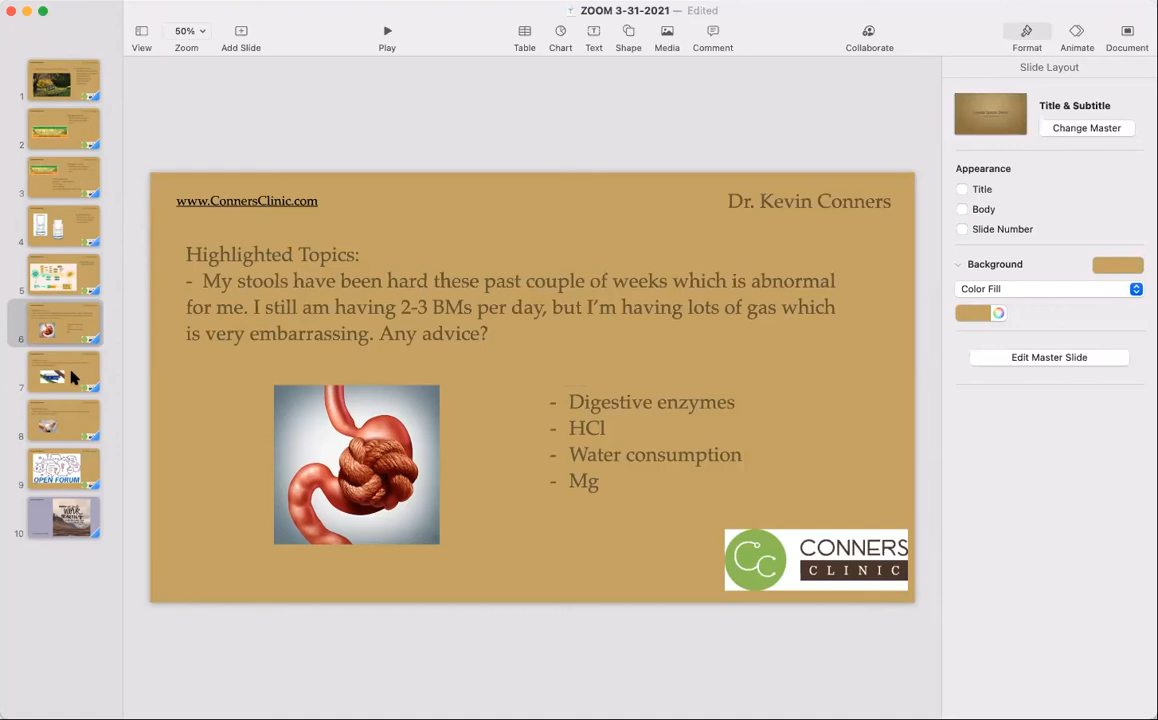 ZOOM 3-31-2021 — Edited
50%
View
Zoom
Add Slide
Play
Table
Chart
Text
Shape
Media
Comment
Collaborate
Format
Animate
Document
Slide Layout
Title & Subtitle
Change Master
Appearance
Title
Body
Slide Number
Background
Color Fill
Edit Master Slide
1
2
3
4
5
6
7
8
9
OPEN FORUM
10
www.ConnersClinic.com
Dr. Kevin Conners
Highlighted Topics:
- My stools have been hard these past couple of weeks which is abnormal
for me. I still am having 2-3 BMs per day, but I'm having lots of gas which
is very embarrassing. Any advice?
- Digestive enzymes
- HCl
- Water consumption
- Mg
CC
CONNERS
CLINIC